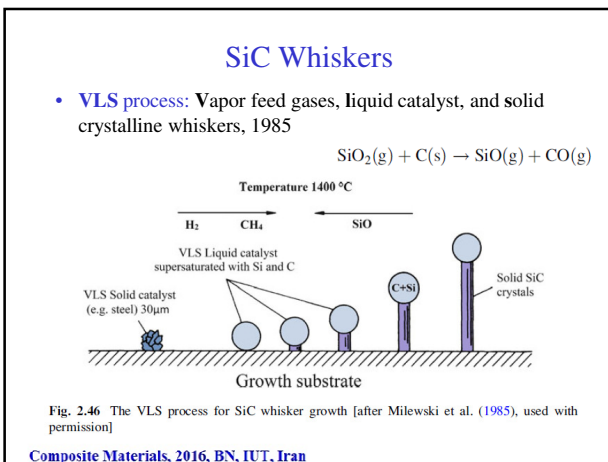 SiC Whiskers
• VLS process: Vapor feed gases, liquid catalyst, and solid
crystalline whiskers, 1985
SiO₂(g) + C(s) → SiO(g) + CO(g)
Temperature 1400 °C
H₂ CH₄ SiO
VLS Liquid catalyst
supersaturated with Si and C
VLS Solid catalyst
(e.g. steel) 30μm
C+Si
Solid SiC
crystals
Growth substrate
Fig. 2.46 The VLS process for SiC whisker growth [after Milewski et al. (1985), used with
permission]
Composite Materials, 2016, BN, IUT, Iran